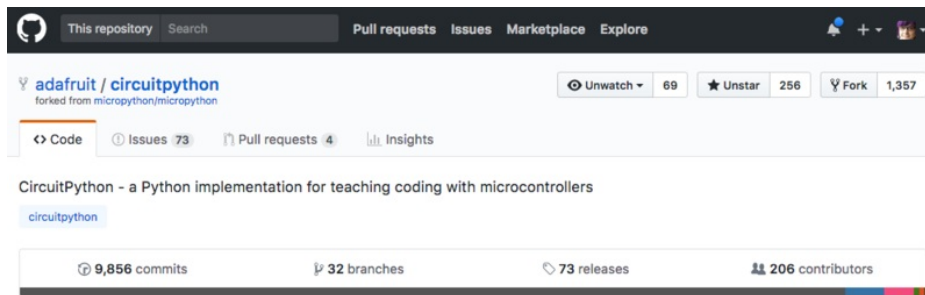 This repository Search Pull requests Issues Marketplace Explore
adafruit / circuitpython Unwatch 69 Unstar 256 Fork 1,357
forked from micropython/micropython
Code Issues 73 Pull requests 4 Insights
CircuitPython - a Python implementation for teaching coding with microcontrollers
circuitpython
9,856 commits 32 branches 73 releases 206 contributors